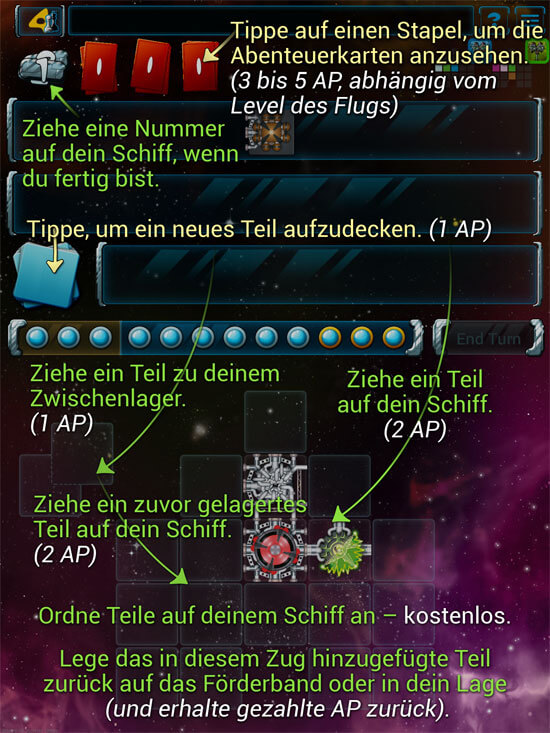 ?
Tippe auf einen Stapel, um die
Abenteuerkarten anzusehen.
(3 bis 5 AP, abhängig vom
Level des Flugs)
1
Ziehe eine Nummer
auf dein Schiff, wenn
du fertig bist.
Tippe, um ein neues Teil aufzudecken. (1 AP)
End Turn
Ziehe ein Teil zu deinem
Zwischenlager.
(1 AP)
Ziehe ein Teil
auf dein Schiff.
(2 AP)
Ziehe ein zuvor gelagertes
Teil auf dein Schiff.
(2 AP)
Ordne Teile auf deinem Schiff an – kostenlos.
Lege das in diesem Zug hinzugefügte Teil
zurück auf das Förderband oder in dein Lage
(und erhalte gezahlte AP zurück).